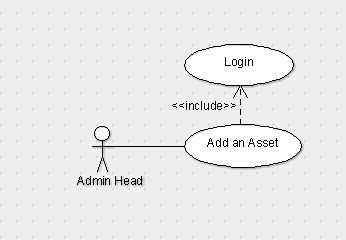 Login
<<include>>
Add an Asset
Admin Head